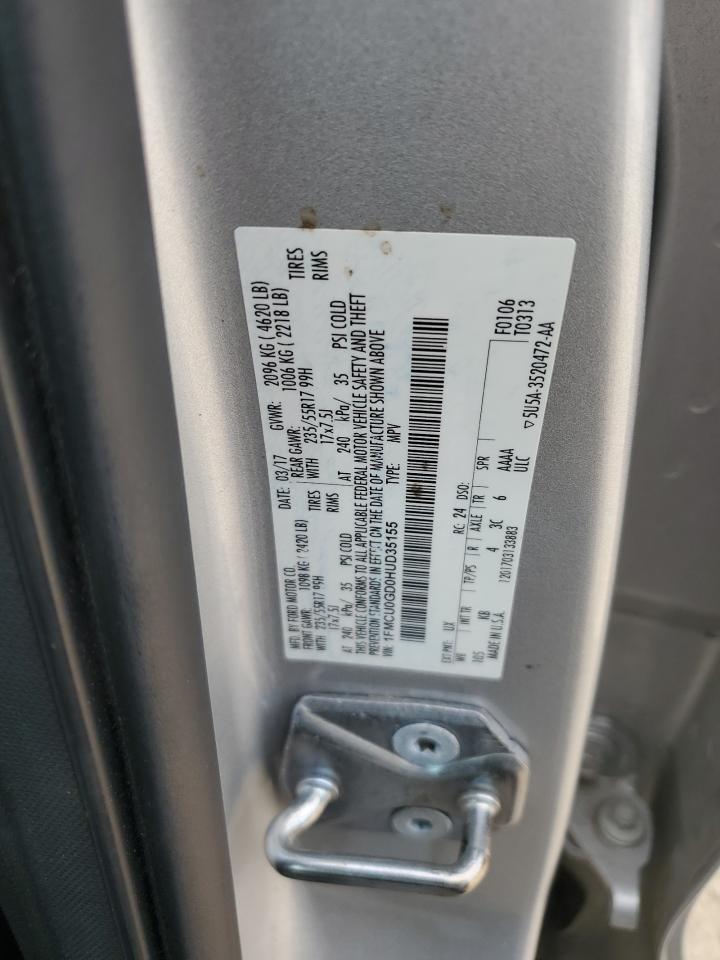 MFD. BY FORD MOTOR CO.
DATE: 03/17 GVWR: 2096 KG ( 4620 LB)
FRONT GAWR: 1098 KG ( 2420 LB) REAR GAWR: 1006 KG ( 2218 LB)
WITH 235/55R17 99H TIRES WITH 235/55R17 99H TIRES
17x7.5J RIMS 17x7.5J RIMS
AT 240 kPa/ 35 PSI COLD AT 240 kPa/ 35 PSI COLD
THIS VEHICLE CONFORMS TO ALL APPLICABLE FEDERAL MOTOR VEHICLE SAFETY AND THEFT
PREVENTION STANDARDS IN EFFECT ON THE DATE OF MANUFACTURE SHOWN ABOVE
VIN: 1FMCU0GD0HUD35155 TYPE: MPV
EXT PNT: UX RC: 24 DSO: F0106
WB INT TR TP/PS R AXLE TR SPR T0313
105 KB 4 3C 6 AAAA
MADE IN U.S.A. 1201703133883 ULC
▽5U5A-3520472-AA